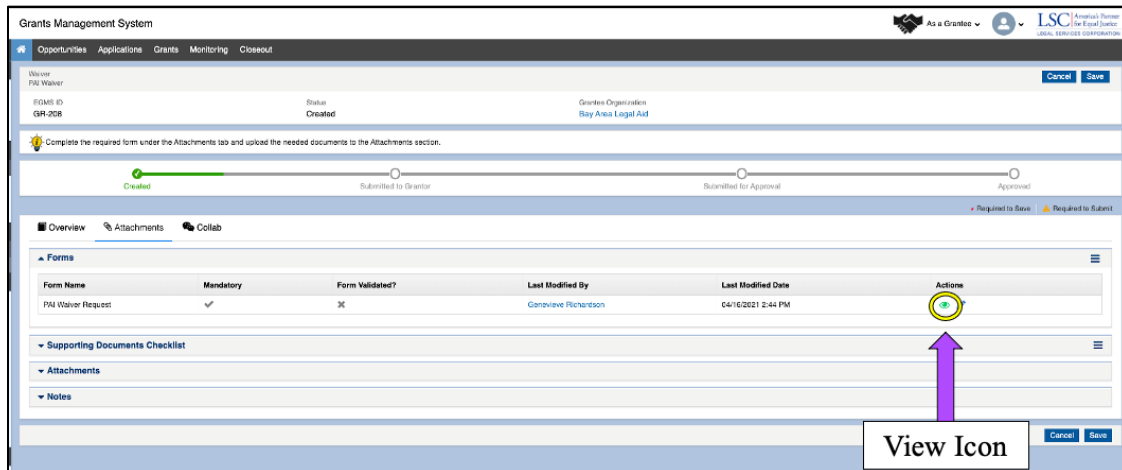 Grants Management System
As a Grantee
LSC America's Partner
for Equal Justice
LEGAL SERVICES CORPORATION
Opportunities Applications Grants Monitoring Closeout
Waiver
PAI Waiver
Cancel Save
EGMS ID Status Grantee Organization
GR-208 Created Bay Area Legal Aid
Complete the required form under the Attachments tab and upload the needed documents to the Attachments section.
Created Submitted to Grantor Submitted for Approval Approved
Required to Save Required to Submit
Overview Attachments Collab
Forms
Form Name Mandatory Form Validated? Last Modified By Last Modified Date Actions
PAI Waiver Request Genevieve Richardson 04/16/2021 2:44 PM
Supporting Documents Checklist
Attachments
Notes
Cancel Save
View Icon